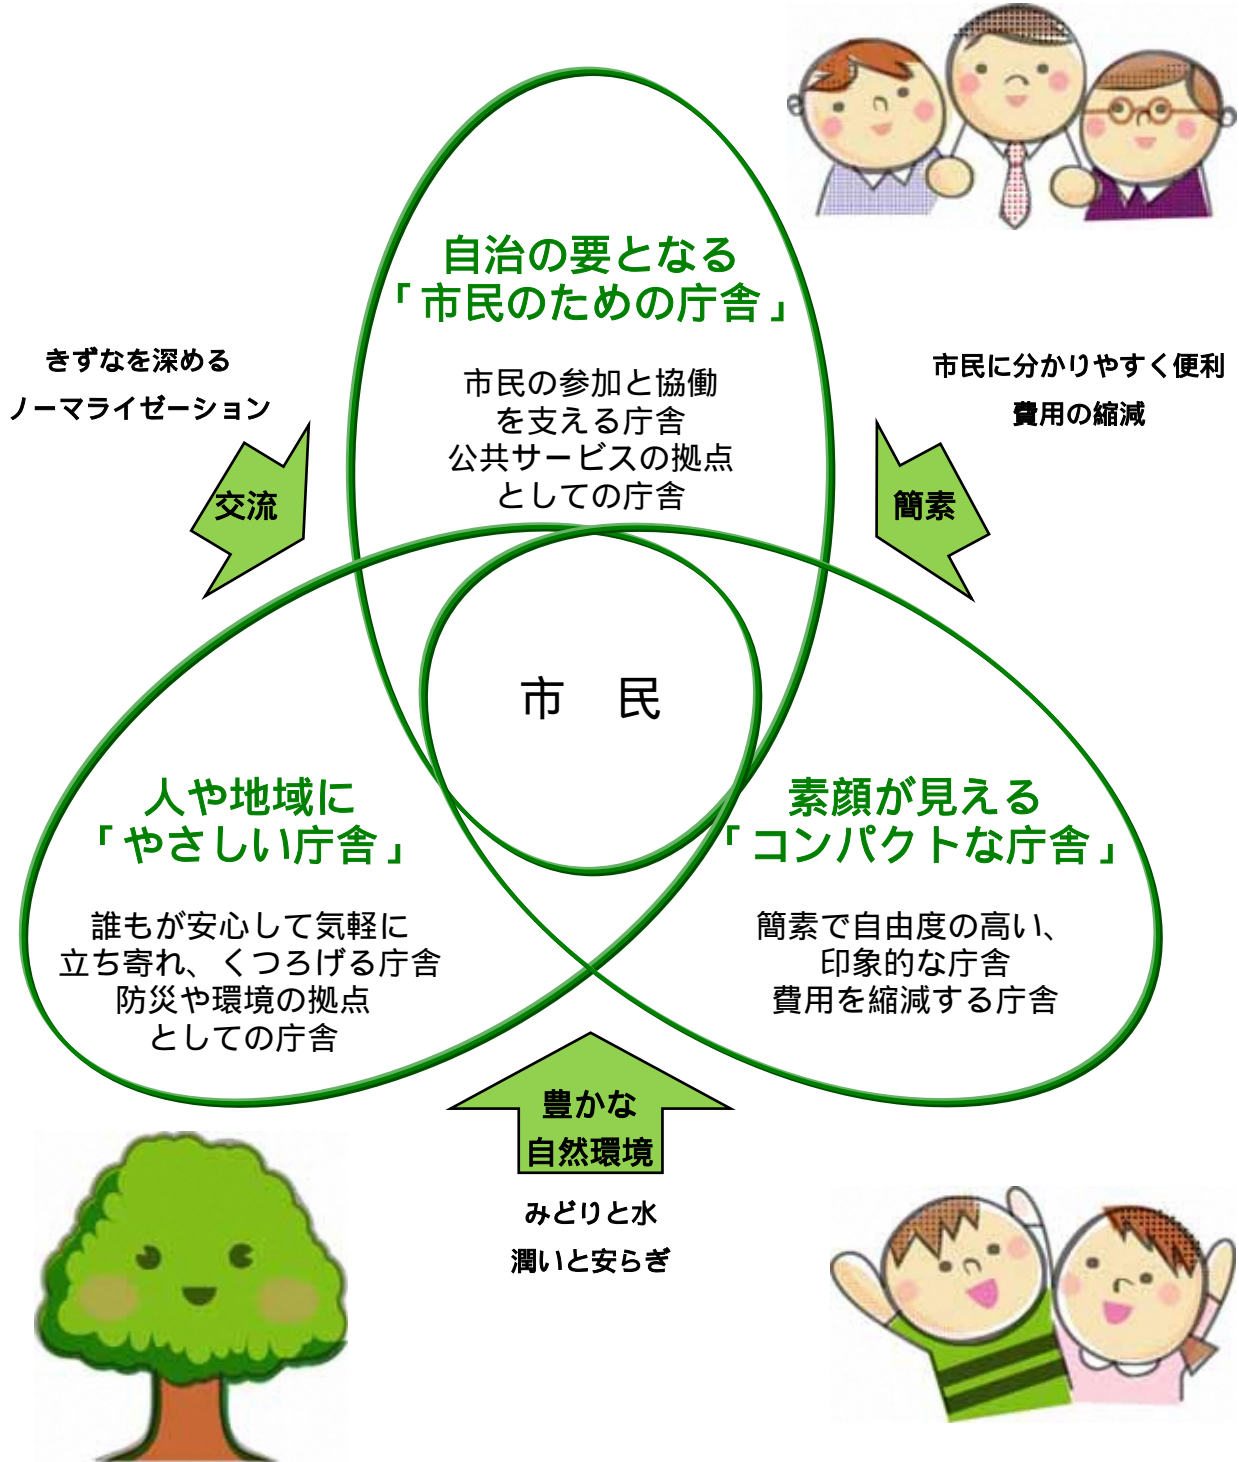 自治の要となる
「市民のための庁舎」
市民の参加と協働
を支える庁舎
公共サービスの拠点
としての庁舎
きずなを深める
ノーマライゼーション
交流
市民に分かりやすく便利
費用の縮減
簡素
市　民
人や地域に
「やさしい庁舎」
誰もが安心して気軽に
立ち寄れ、くつろげる庁舎
防災や環境の拠点
としての庁舎
素顔が見える
「コンパクトな庁舎」
簡素で自由度の高い、
印象的な庁舎
費用を縮減する庁舎
豊かな
自然環境
みどりと水
潤いと安らぎ